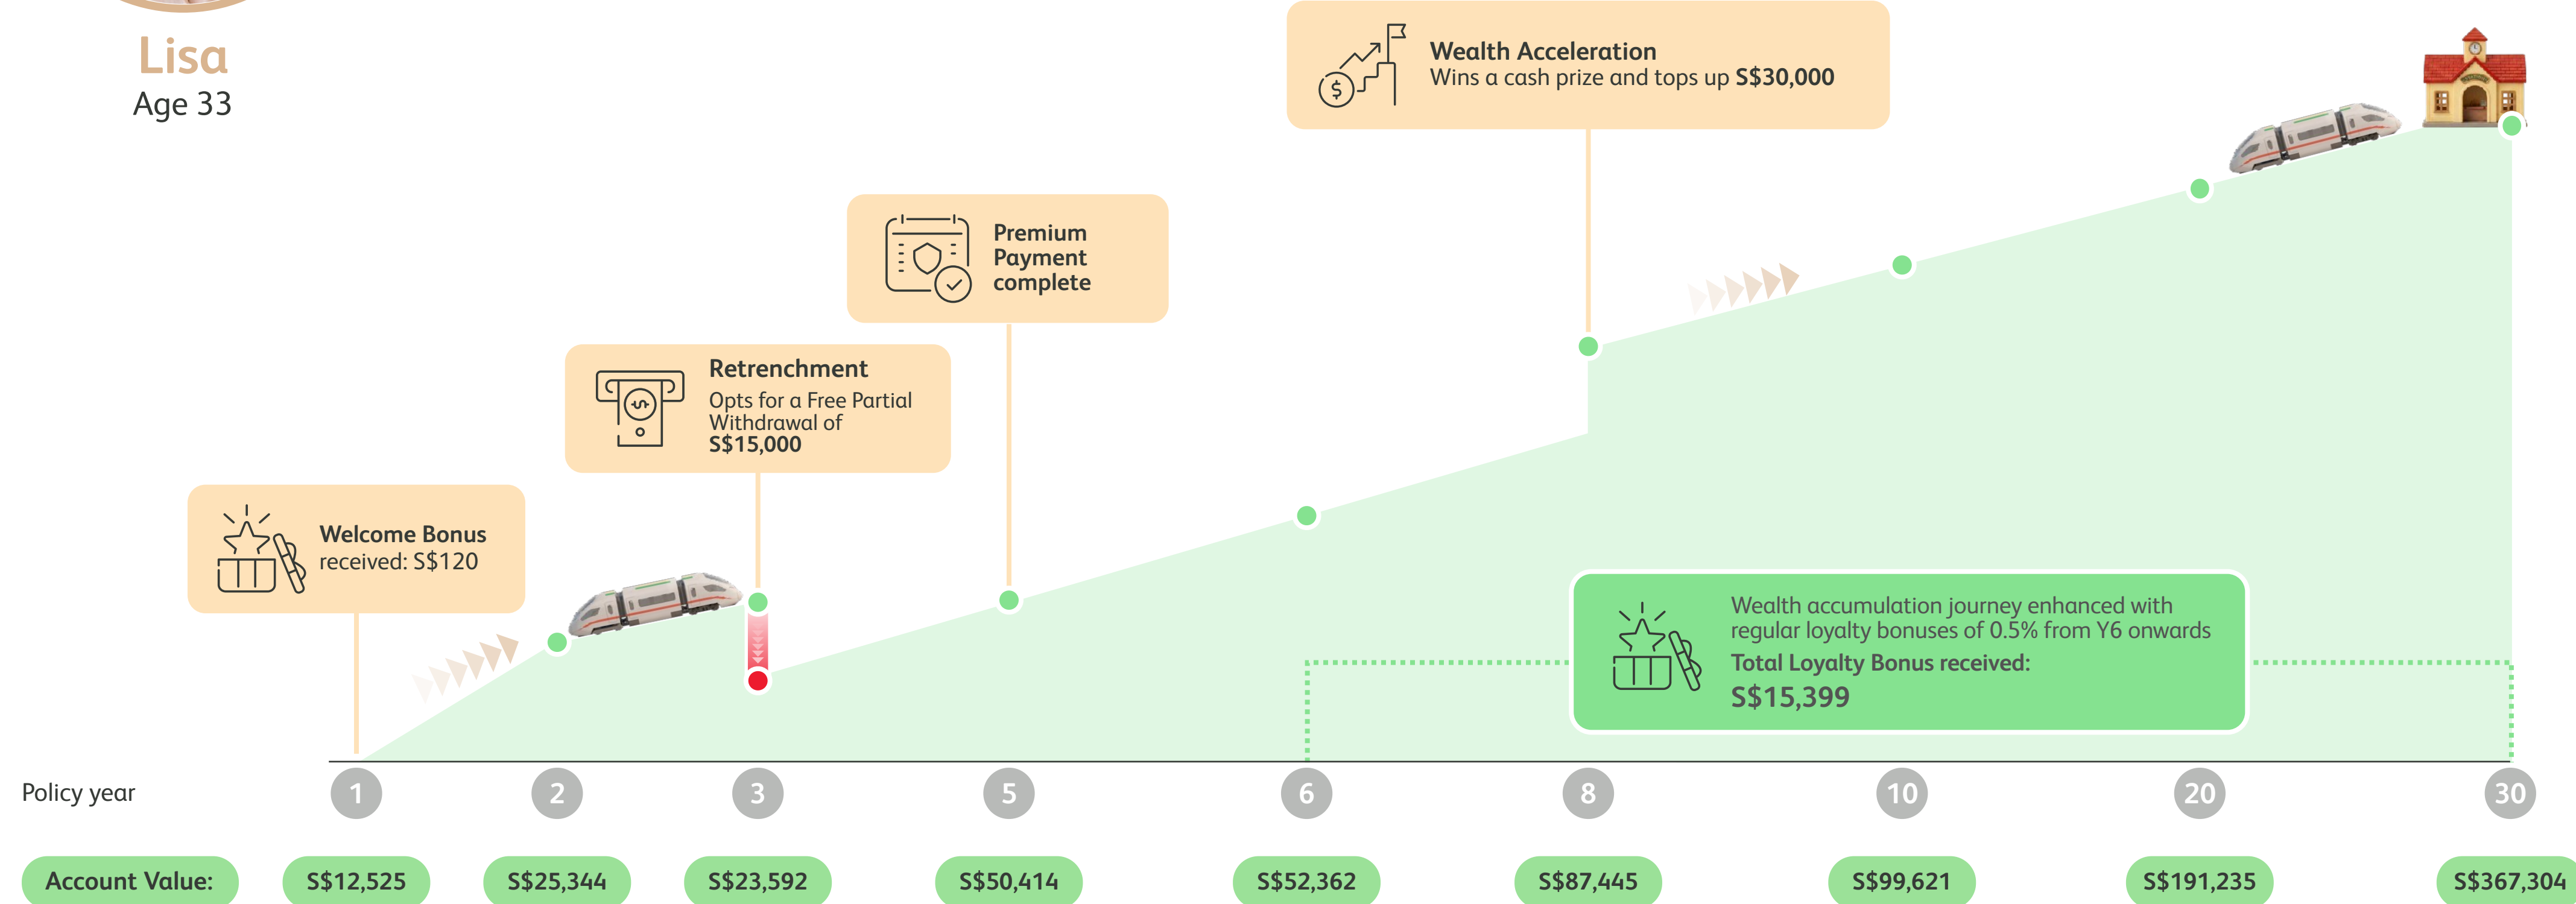 Lisa
Age 33
Wealth Acceleration
Wins a cash prize and tops up S$30,000
Premium
Payment
complete
Retrenchment
Opts for a Free Partial
Withdrawal of
S$15,000
Welcome Bonus
received: S$120
Wealth accumulation journey enhanced with
regular loyalty bonuses of 0.5% from Y6 onwards
Total Loyalty Bonus received:
S$15,399
Policy year 1 2 3 5 6 8 10 20 30
Account Value: S$12,525 S$25,344 S$23,592 S$50,414 S$52,362 S$87,445 S$99,621 S$191,235 S$367,304